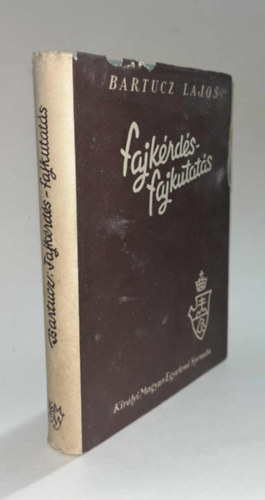 BARTUCZ LAJOS
fajkérdés-
fajkutatás
Királyi Magyar Egyetemi Nyomda
Bartucz: Fajkérdés - fajkutatás